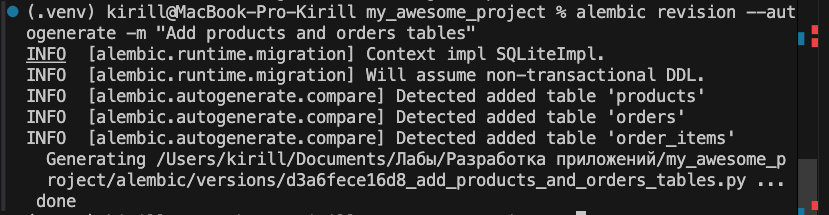 (.venv) kirill@MacBook-Pro-Kirill my_awesome_project % alembic revision --aut
ogenerate -m "Add products and orders tables"
INFO  [alembic.runtime.migration] Context impl SQLiteImpl.
INFO  [alembic.runtime.migration] Will assume non-transactional DDL.
INFO  [alembic.autogenerate.compare] Detected added table 'products'
INFO  [alembic.autogenerate.compare] Detected added table 'orders'
INFO  [alembic.autogenerate.compare] Detected added table 'order_items'
  Generating /Users/kirill/Documents/Лабы/Разработка приложений/my_awesome_p
  roject/alembic/versions/d3a6fece16d8_add_products_and_orders_tables.py ...
 done